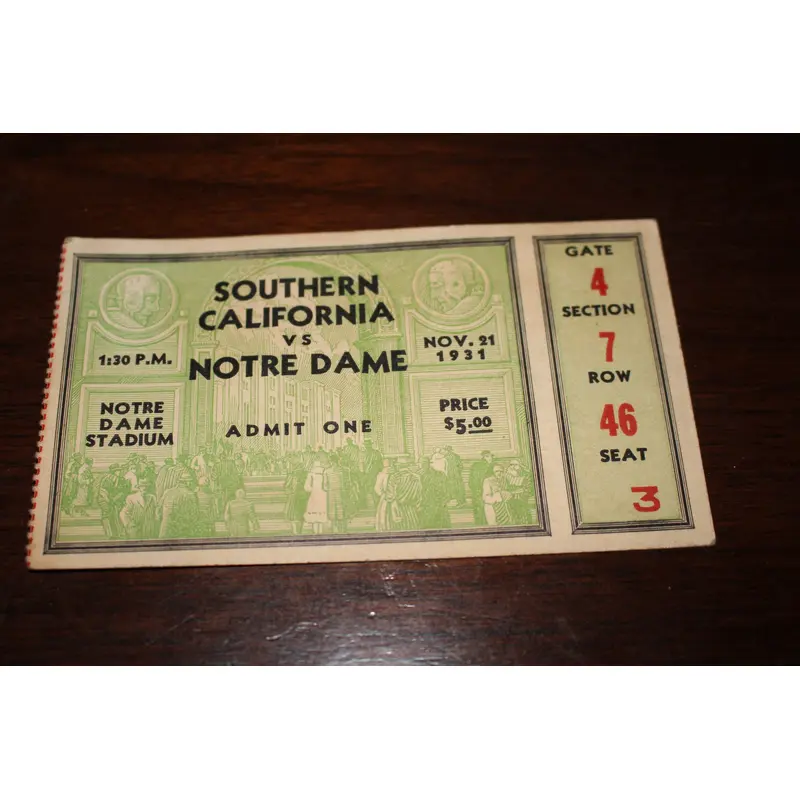 SOUTHERN
CALIFORNIA
VS
NOTRE DAME
1:30 P.M.
NOV. 21
1931
NOTRE
DAME
STADIUM
ADMIT ONE
PRICE
$5.00
GATE
4
SECTION
7
ROW
46
SEAT
3